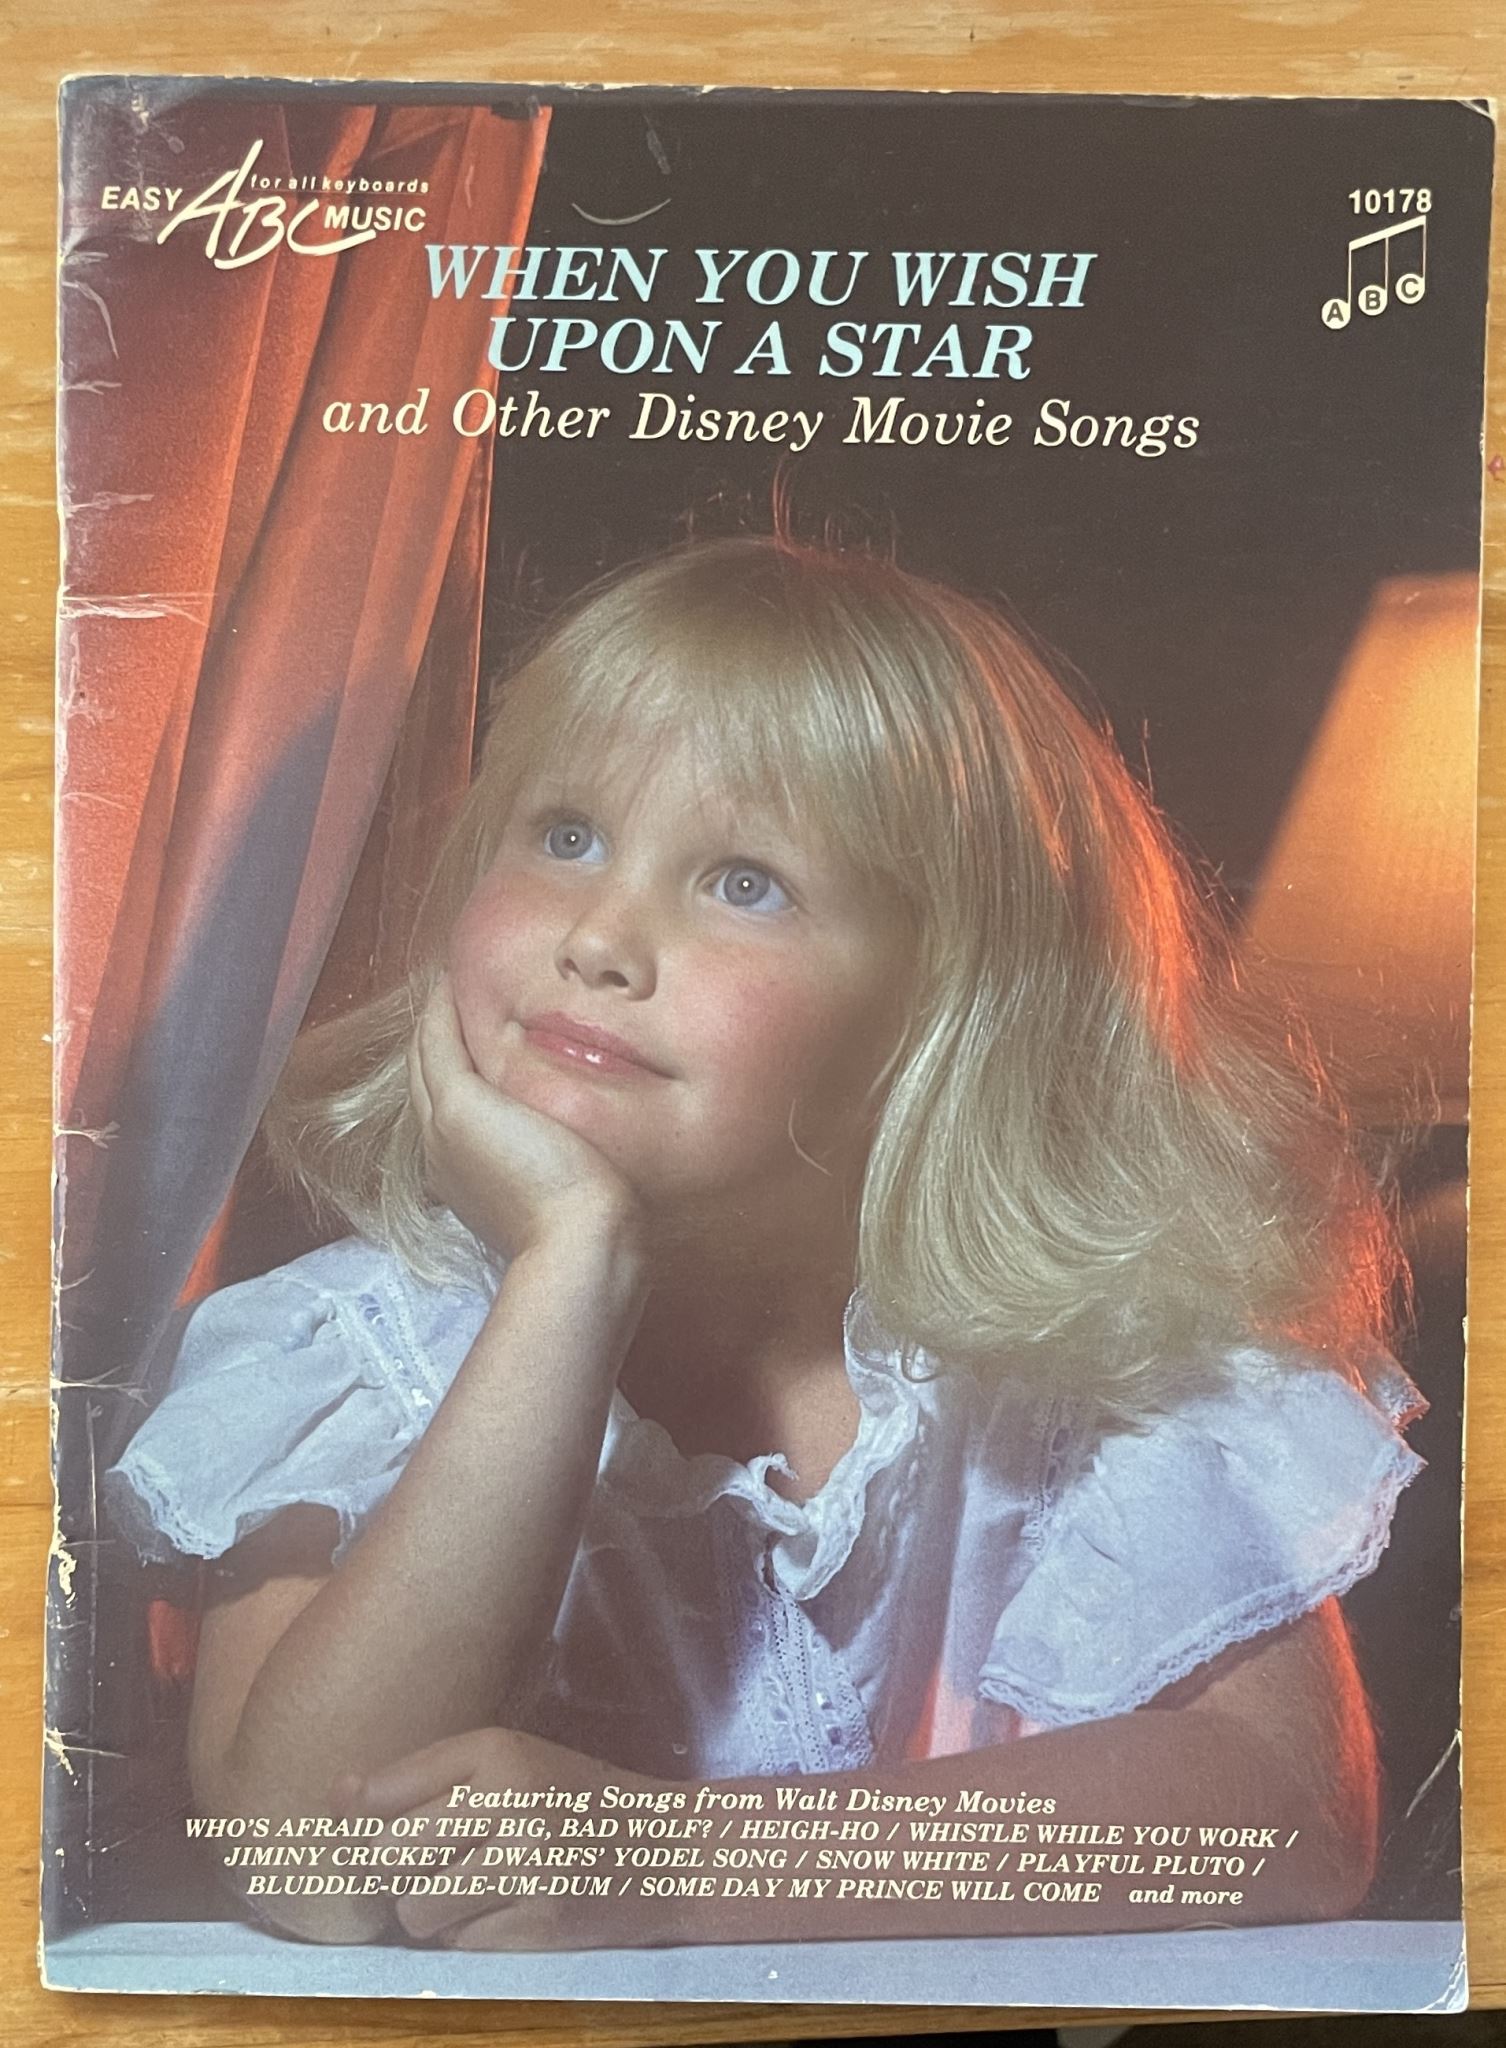 for all keyboards
EASY ABC MUSIC
10178
A B C
WHEN YOU WISH
UPON A STAR
and Other Disney Movie Songs
Featuring Songs from Walt Disney Movies
WHO'S AFRAID OF THE BIG, BAD WOLF? / HEIGH-HO / WHISTLE WHILE YOU WORK /
JIMINY CRICKET / DWARFS' YODEL SONG / SNOW WHITE / PLAYFUL PLUTO /
BLUDDLE-UDDLE-UM-DUM / SOME DAY MY PRINCE WILL COME and more